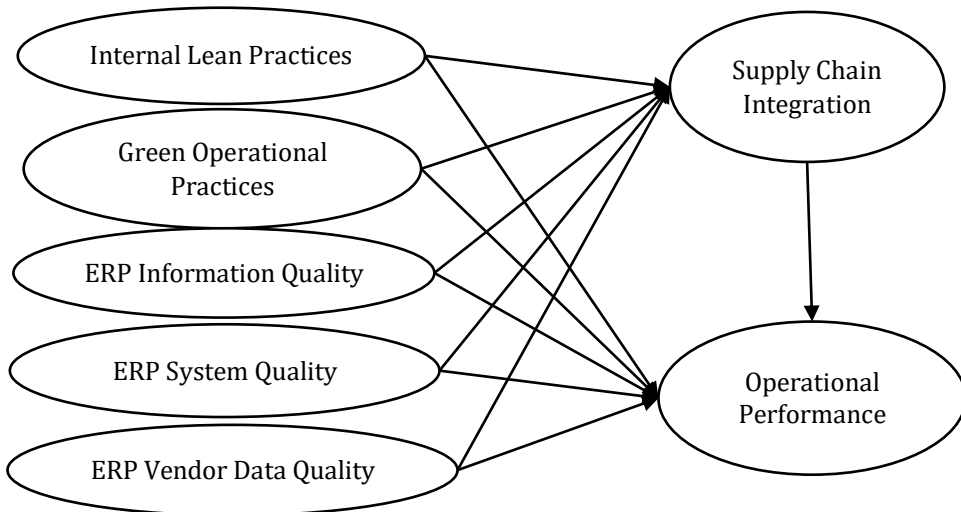 Internal Lean Practices
Green Operational
Practices
ERP Information Quality
ERP System Quality
ERP Vendor Data Quality
Supply Chain
Integration
Operational
Performance